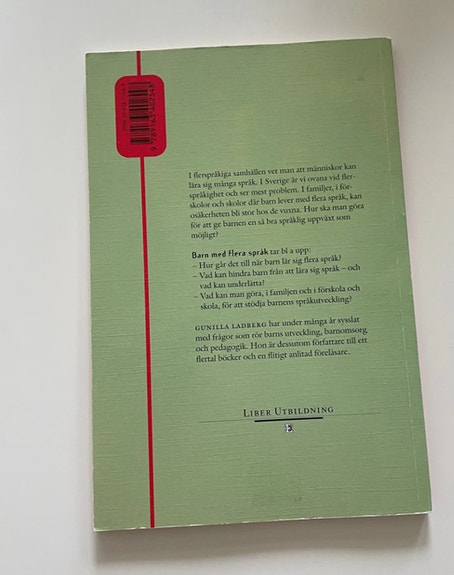 I flerspråkiga samhällen vet man att människor kan
lära sig många språk. I Sverige är vi ovana vid fler-
språkighet och ser mest problem. I familjer, i för-
skolor och skolor där barn lever med flera språk, kan
osäkerheten bli stor hos de vuxna. Hur ska man göra
för att ge barnen en så bra språklig uppväxt som
möjligt?
Barn med flera språk tar bl a upp:
– Hur går det till när barn lär sig flera språk?
– Vad kan hindra barn från att lära sig språk – och
vad kan underlätta?
– Vad kan man göra, i familjen och i förskola och
skola, för att stödja barnens språkutveckling?
GUNILLA LADBERG har under många år sysslat
med frågor som rör barns utveckling, barnomsorg
och pedagogik. Hon är dessutom författare till ett
flertal böcker och en flitigt anlitad föreläsare.
LIBER UTBILDNING